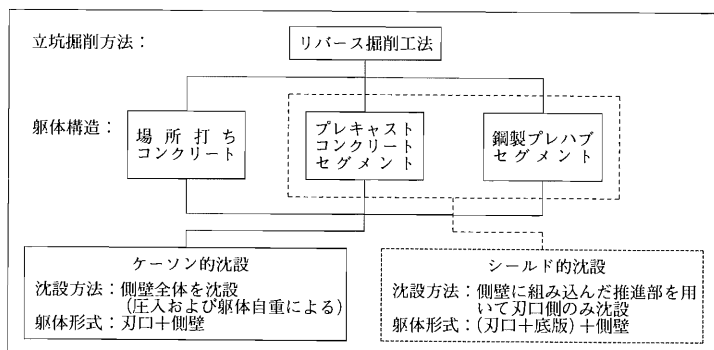 立坑掘削方法：
リバース掘削工法
躯体構造：
場所打ち
コンクリート
プレキャスト
コンクリート
セグメント
鋼製プレハブ
セグメント
ケーソン的沈設
沈設方法：側壁全体を沈設
（圧入および躯体自重による）
躯体形式：刃口＋側壁
シールド的沈設
沈設方法：側壁に組み込んだ推進部を用
いて刃口側のみ沈設
躯体形式：（刃口＋底版）＋側壁